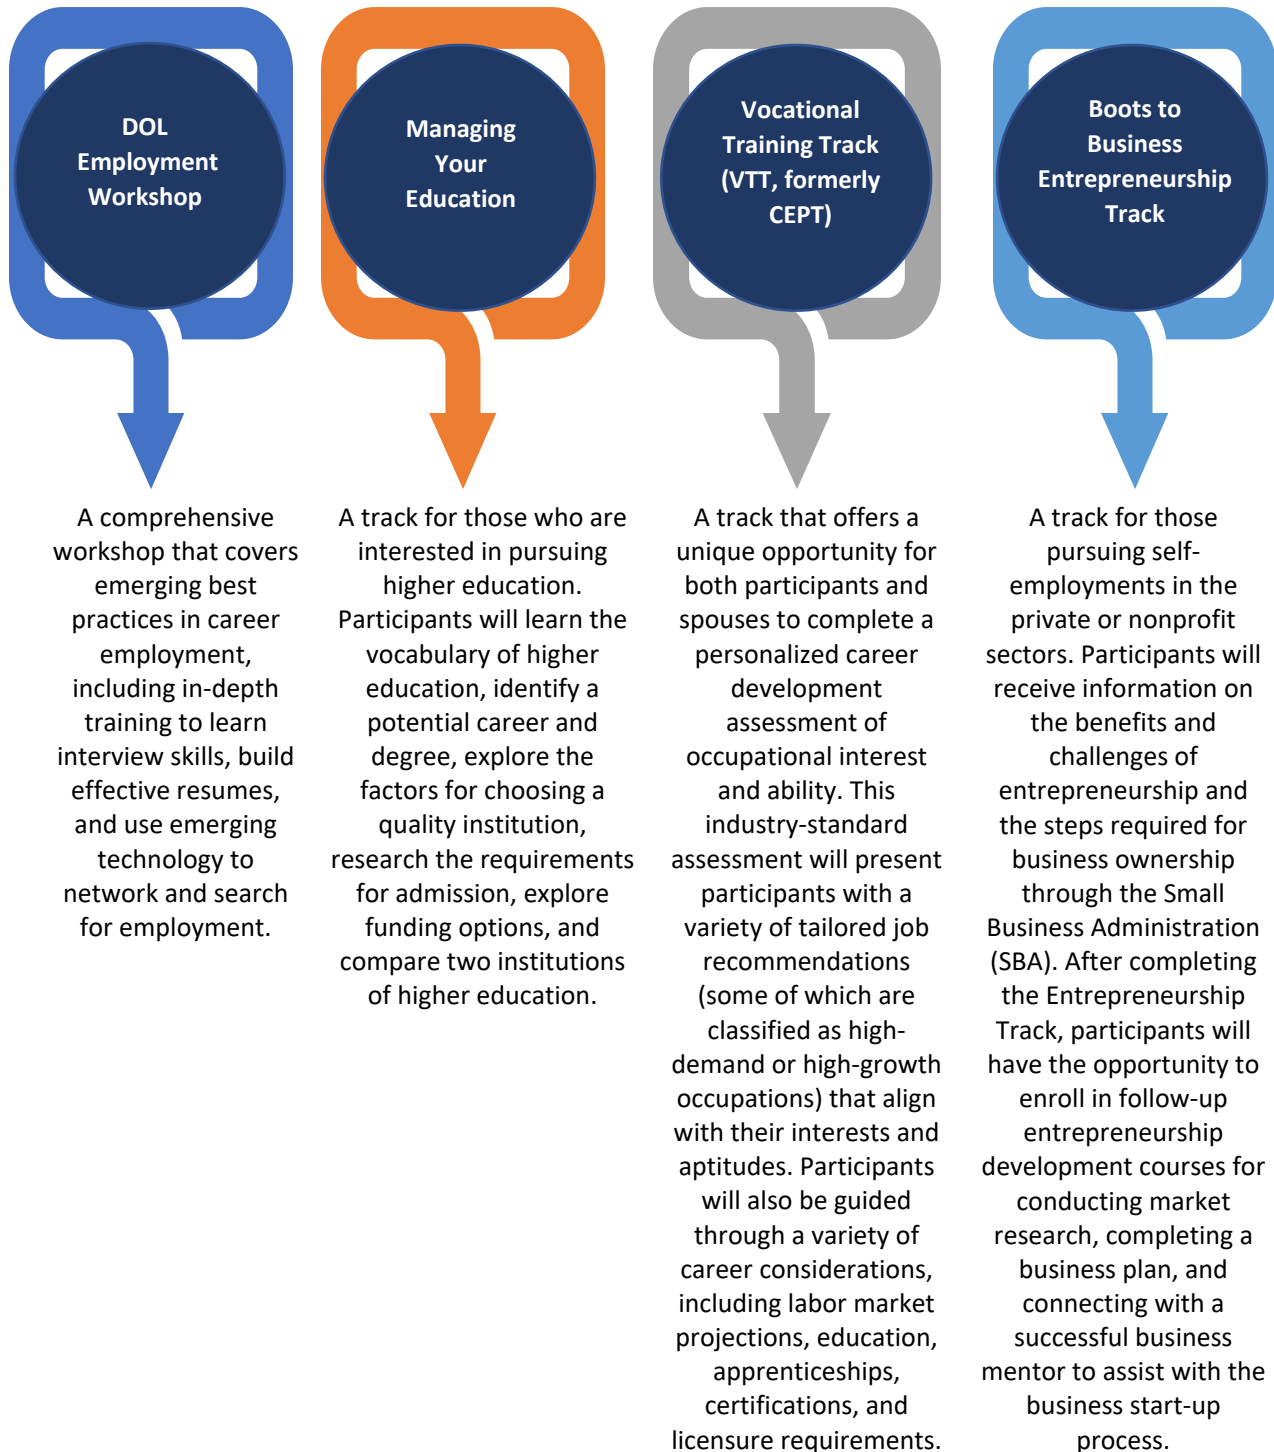 DOL
Employment
Workshop
A comprehensive
workshop that covers
emerging best
practices in career
employment,
including in-depth
training to learn
interview skills, build
effective resumes,
and use emerging
technology to
network and search
for employment.
Managing
Your
Education
A track for those who are
interested in pursuing
higher education.
Participants will learn the
vocabulary of higher
education, identify a
potential career and
degree, explore the
factors for choosing a
quality institution,
research the requirements
for admission, explore
funding options, and
compare two institutions
of higher education.
Vocational
Training Track
(VTT, formerly
CEPT)
A track that offers a
unique opportunity for
both participants and
spouses to complete a
personalized career
development
assessment of
occupational interest
and ability. This
industry-standard
assessment will present
participants with a
variety of tailored job
recommendations
(some of which are
classified as high-
demand or high-growth
occupations) that align
with their interests and
aptitudes. Participants
will also be guided
through a variety of
career considerations,
including labor market
projections, education,
apprenticeships,
certifications, and
licensure requirements.
Boots to
Business
Entrepreneurship
Track
A track for those
pursuing self-
employments in the
private or nonprofit
sectors. Participants will
receive information on
the benefits and
challenges of
entrepreneurship and
the steps required for
business ownership
through the Small
Business Administration
(SBA). After completing
the Entrepreneurship
Track, participants will
have the opportunity to
enroll in follow-up
entrepreneurship
development courses for
conducting market
research, completing a
business plan, and
connecting with a
successful business
mentor to assist with the
business start-up
process.